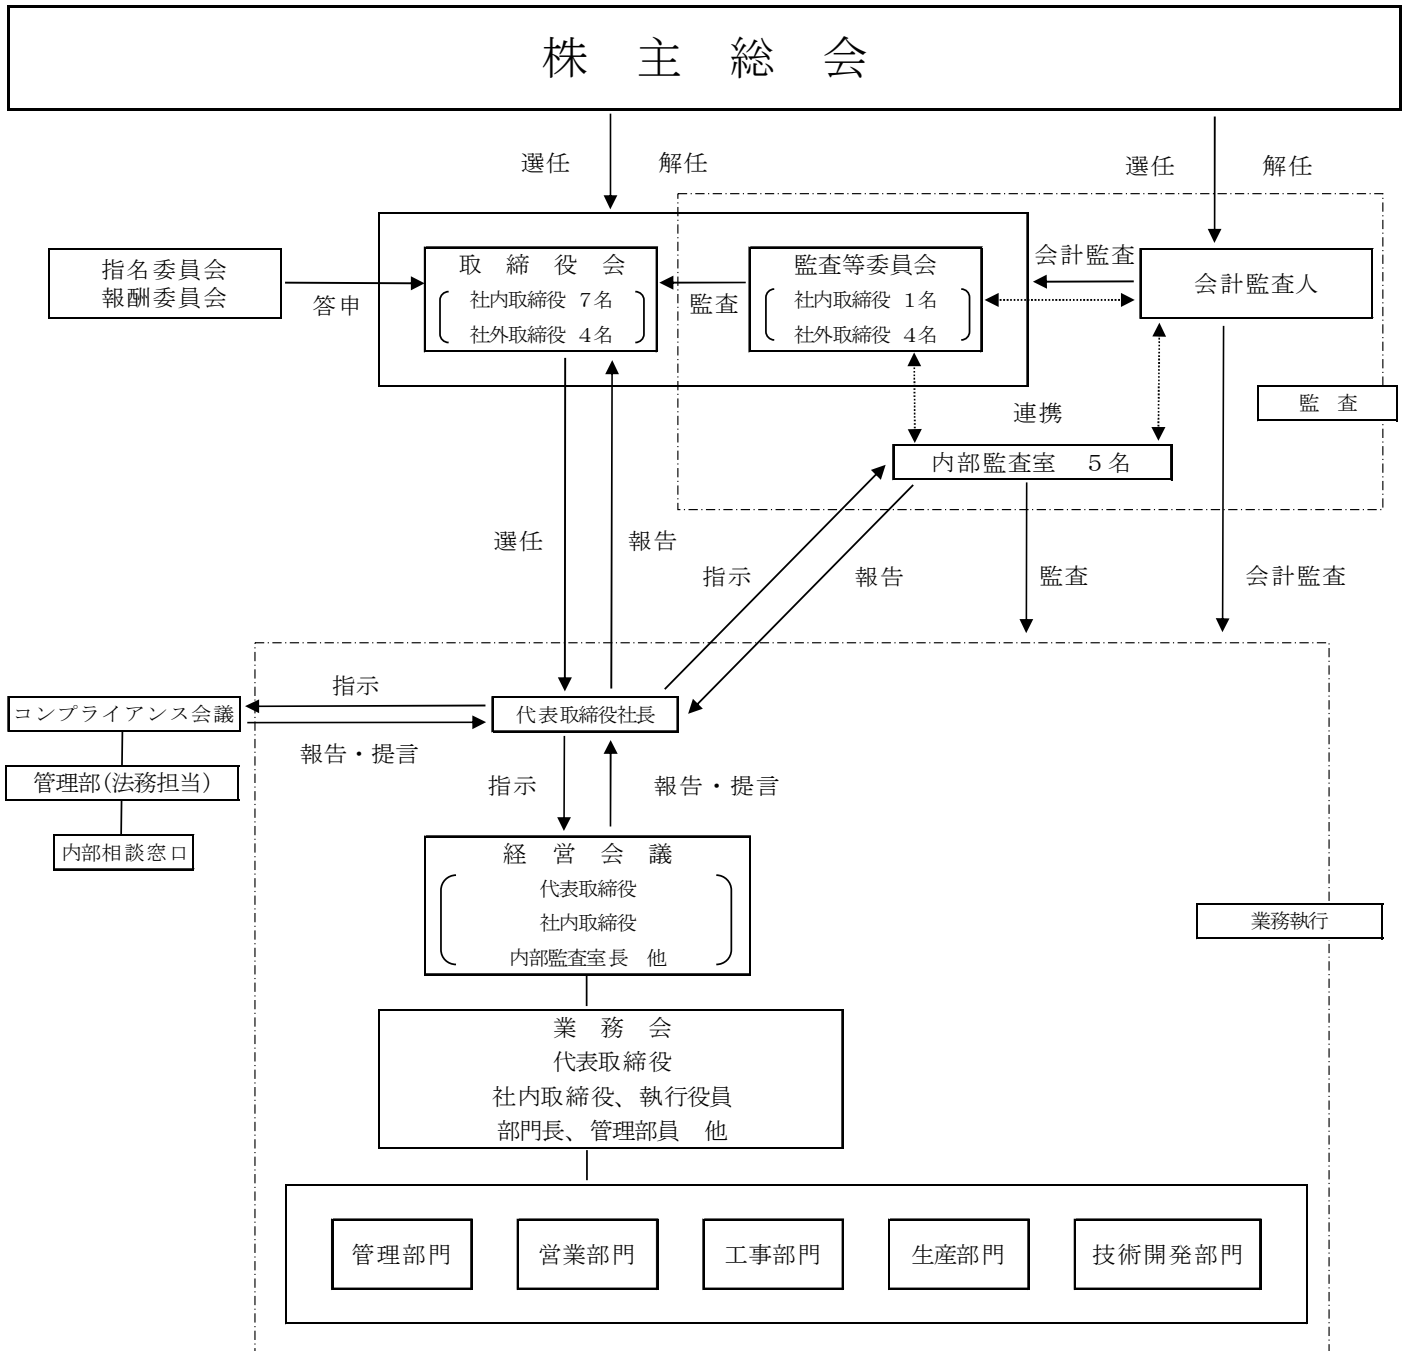 株　主　総　会
選任　解任
選任　解任
指名委員会
報酬委員会
答申
取　締　役　会
社内取締役 7名
社外取締役 4名
監査
監査等委員会
社内取締役 1名
社外取締役 4名
会計監査
会計監査人
監　査
連携
内部監査室　5名
選任
報告
指示
報告
監査
会計監査
指示
コンプライアンス会議
代表取締役社長
報告・提言
管理部(法務担当)
内部相談窓口
指示
報告・提言
経　営　会　議
代表取締役
社内取締役
内部監査室長　他
業務執行
業　務　会
代表取締役
社内取締役、執行役員
部門長、管理部員　他
管理部門
営業部門
工事部門
生産部門
技術開発部門